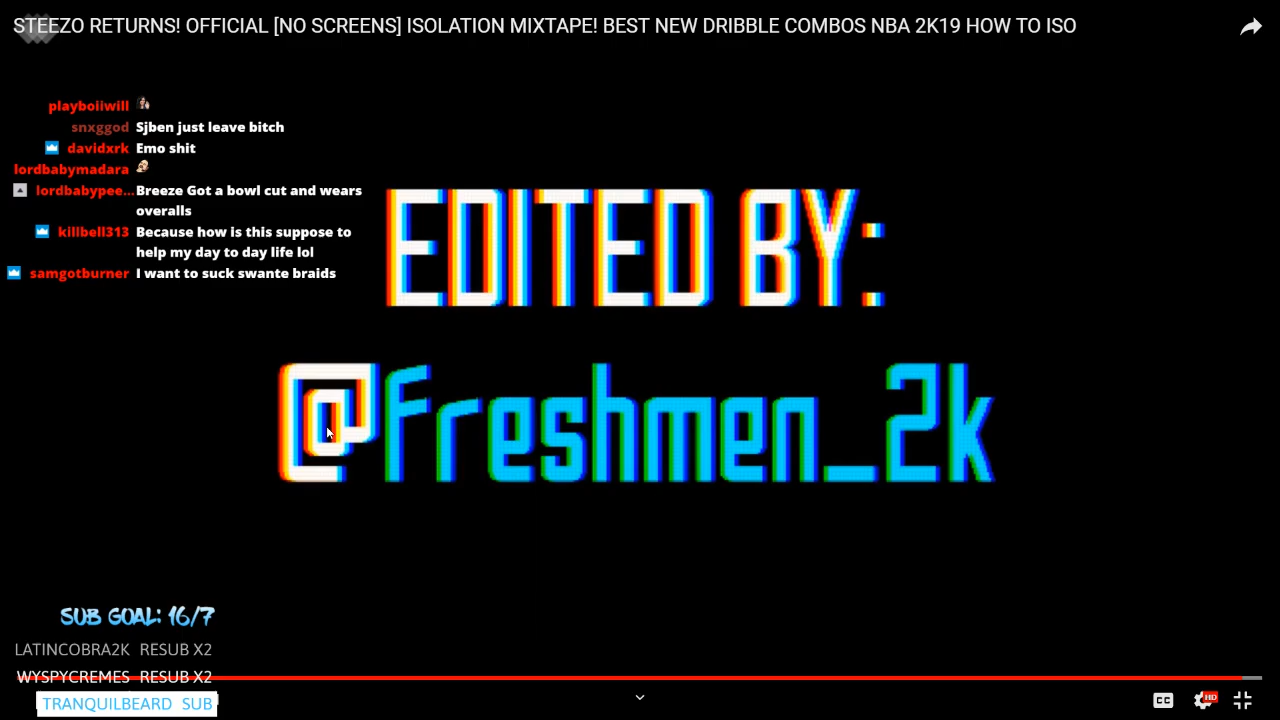 STEEZO RETURNS! OFFICIAL [NO SCREENS] ISOLATION MIXTAPE! BEST NEW DRIBBLE COMBOS NBA 2K19 HOW TO ISO
playboiiwill
snxggod Sjben just leave bitch
davidxrk Emo shit
lordbabymadara
lordbabypee... Breeze Got a bowl cut and wears
overalls
killbell313 Because how is this suppose to
help my day to day life lol
samgotburner I want to suck swante braids
EDITED BY:
@Freshmen_2k
SUB GOAL: 16/7
LATINCOBRA2K RESUB X2
WYSPYCREMES RESUB X2
TRANQUILBEARD SUB
CC
HD